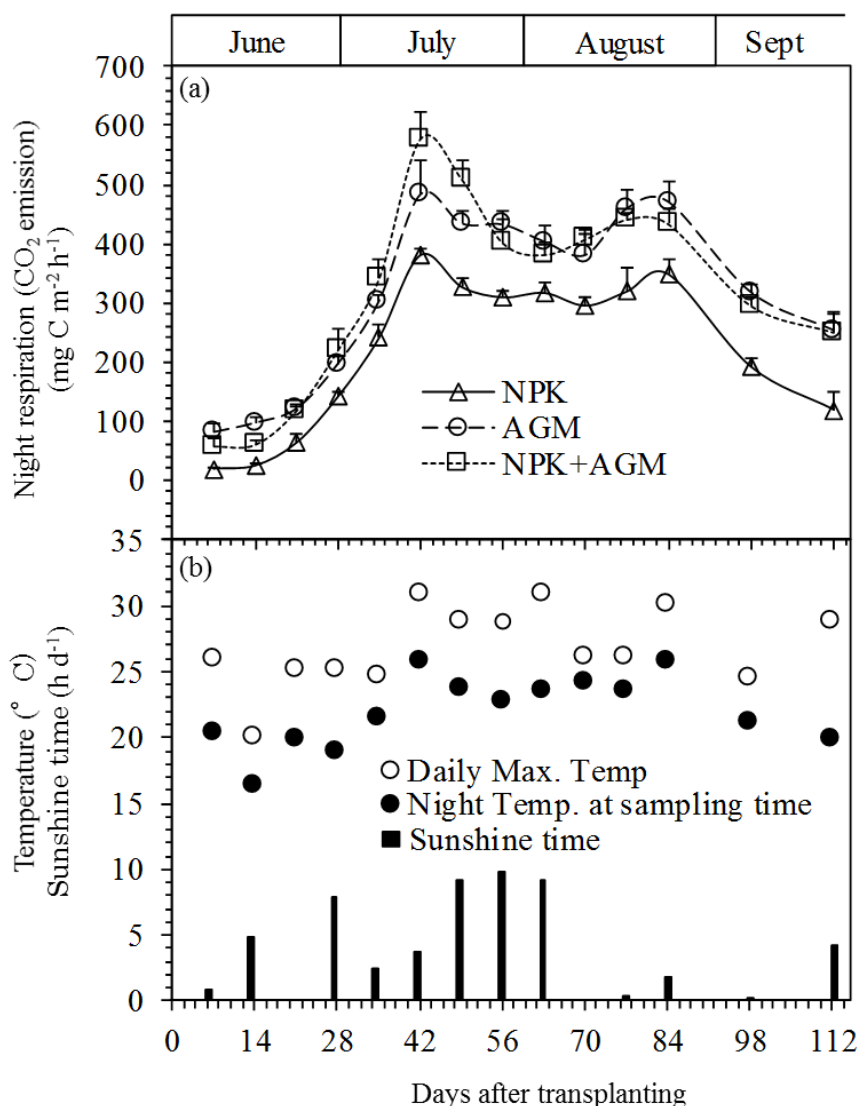 June July August Sept
700
(a)
600
500
400
300
200
100
0
Night respiration (CO₂ emission)
(mg C m⁻² h⁻¹)
NPK
AGM
NPK+AGM
35
(b)
30
25
20
15
10
5
0
Temperature (° C)
Sunshine time (h d⁻¹)
Daily Max. Temp
Night Temp. at sampling time
Sunshine time
0 14 28 42 56 70 84 98 112
Days after transplanting